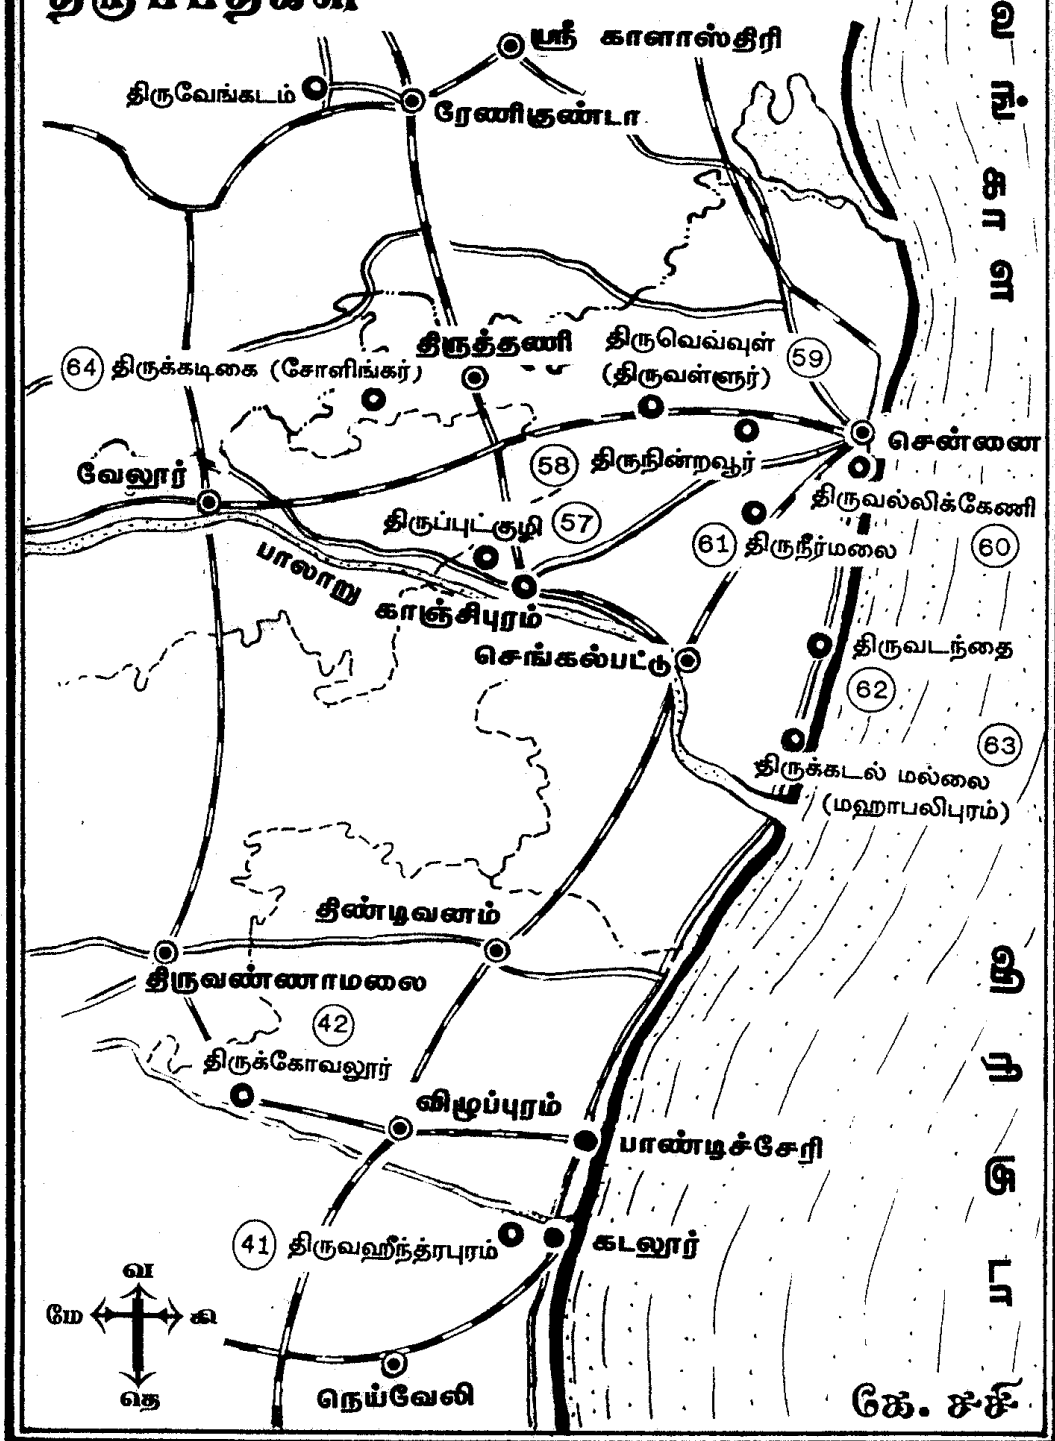 திருப்பதிகள்
ஸ்ரீ காளாஸ்திரி
திருவேங்கடம்
ரேணிகுண்டா
வங்காள
திருத்தணி
திருவெவ்வுள்
(திருவள்ளூர்)
59
64 திருக்கடிகை (சோளிங்கர்)
சென்னை
58 திருநின்றவூர்
வேலூர்
திருவல்லிக்கேணி
60
திருப்புட்குழி 57
61 திருநீர்மலை
பாலாறு
காஞ்சிபுரம்
செங்கல்பட்டு
திருவடந்தை
62
63
திருக்கடல் மல்லை
(மஹாபலிபுரம்)
திண்டிவனம்
திருவண்ணாமலை
விரிகுடா
42
திருக்கோவலூர்
விழுப்புரம்
பாண்டிச்சேரி
41 திருவஹீந்த்ரபுரம்
கடலூர்
வ
மே
கி
தெ
நெய்வேலி
கே. சசி